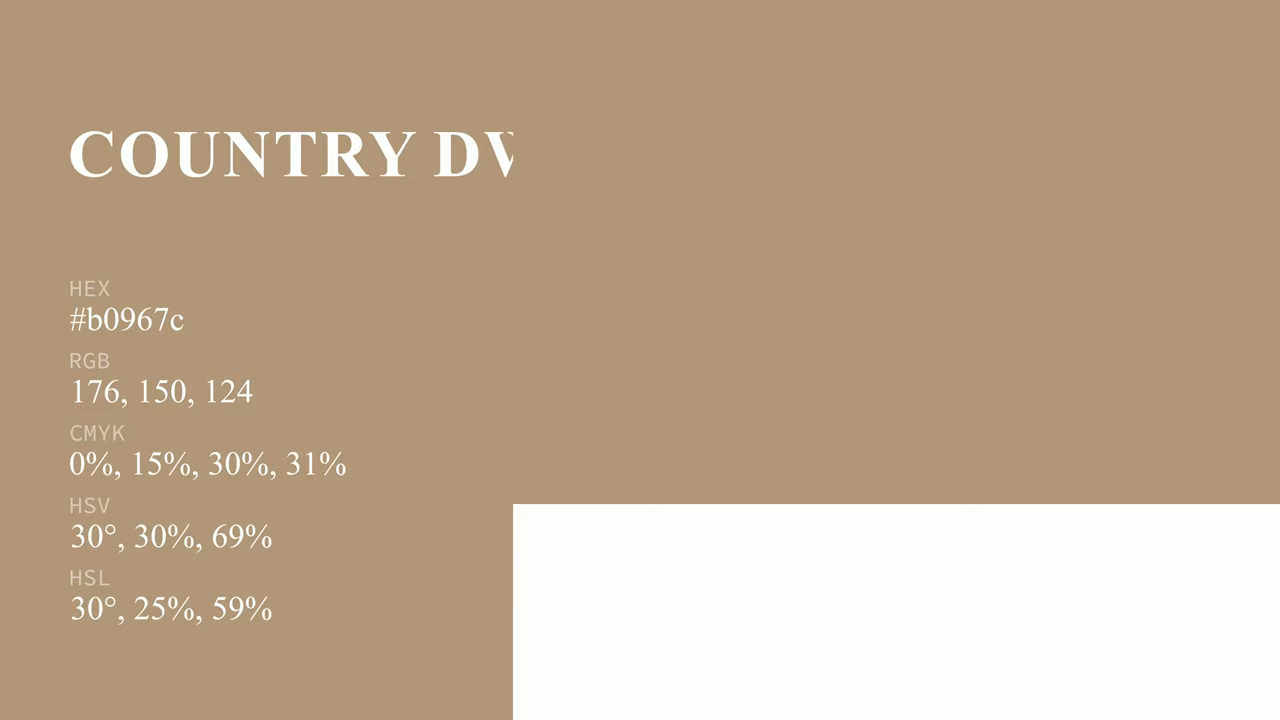 COUNTRY
HEX
#b0967c
RGB
176, 150, 124
CMYK
0%, 15%, 30%, 31%
HSV
30°, 30%, 69%
HSL
30°, 25%, 59%